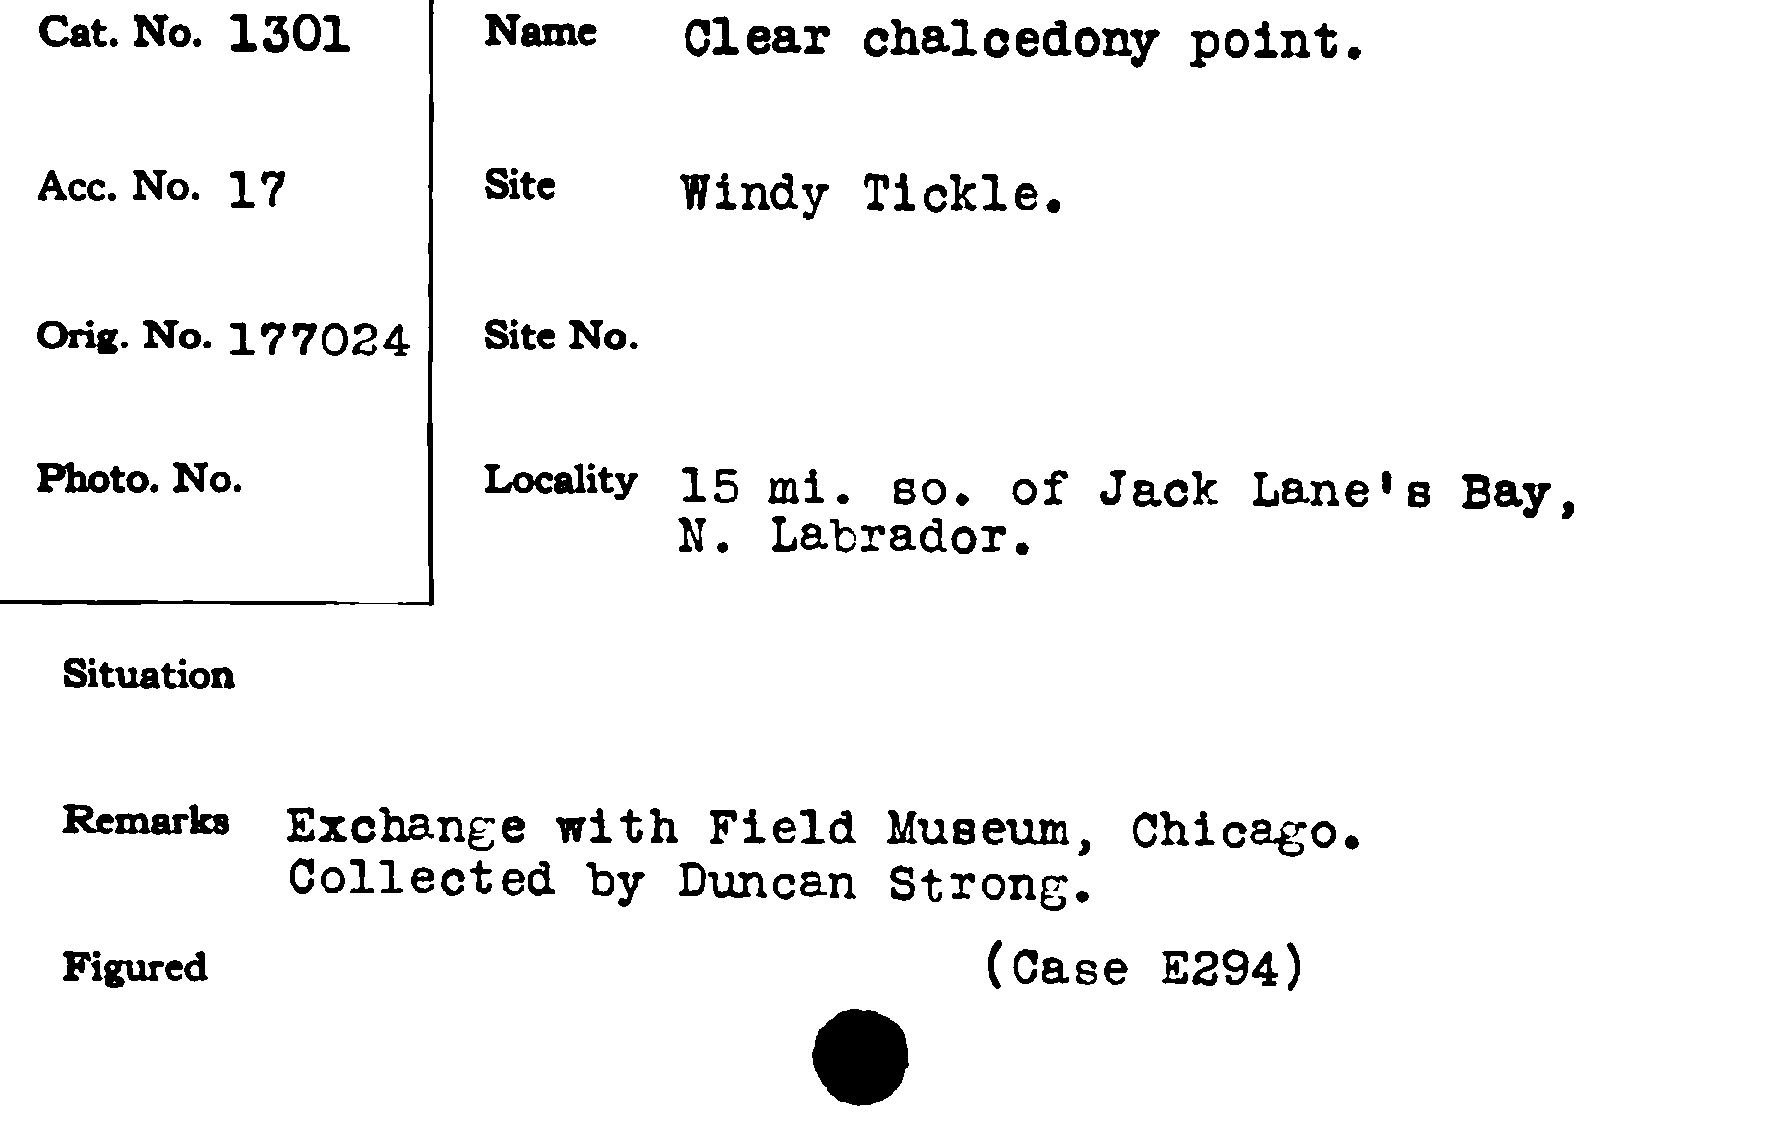 Cat. No. 1301
Name Clear chalcedony point.
Acc. No. 17
Site Windy Tickle.
Orig. No. 177024
Site No.
Photo. No.
Locality 15 mi. so. of Jack Lane's Bay,
N. Labrador.
Situation
Remarks Exchange with Field Museum, Chicago.
Collected by Duncan Strong.
Figured (Case E294)